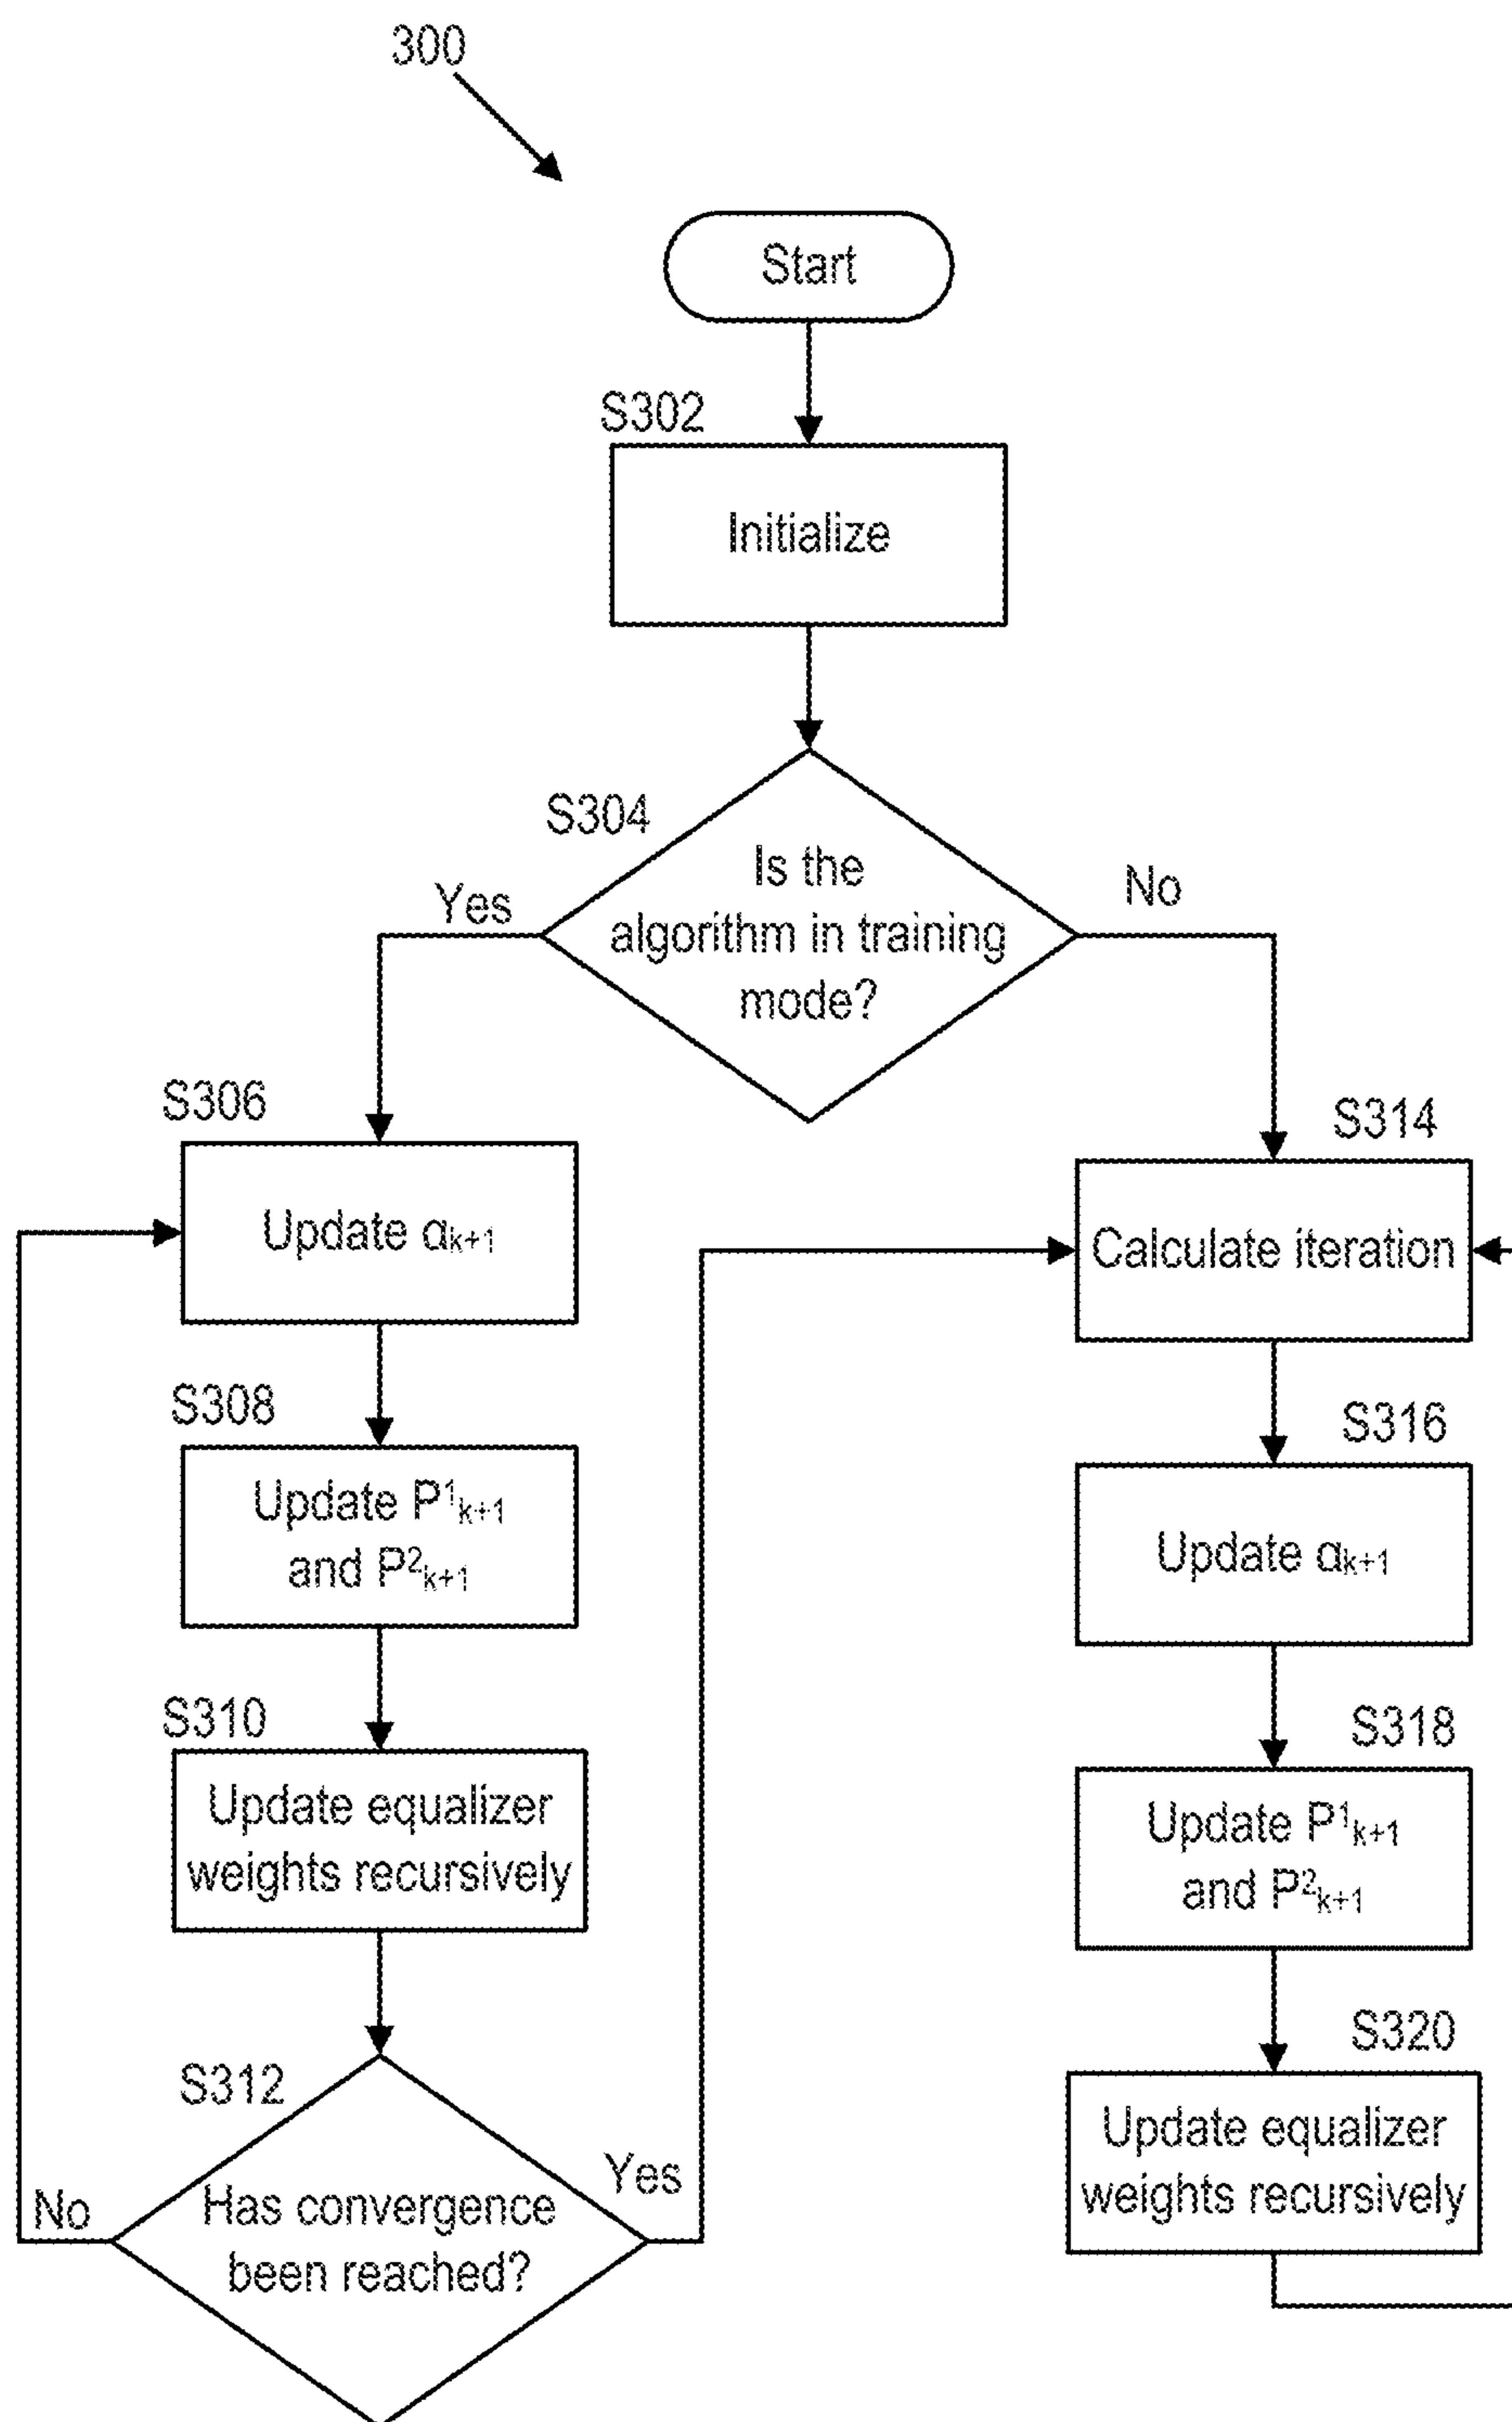 300
Start
S302
Initialize
S304
Is the
algorithm in training
mode?
Yes
No
S306
Update αₖ₊₁
S308
Update P¹ₖ₊₁
and P²ₖ₊₁
S310
Update equalizer
weights recursively
S312
Has convergence
been reached?
No
Yes
S314
Calculate iteration
S316
Update αₖ₊₁
S318
Update P¹ₖ₊₁
and P²ₖ₊₁
S320
Update equalizer
weights recursively